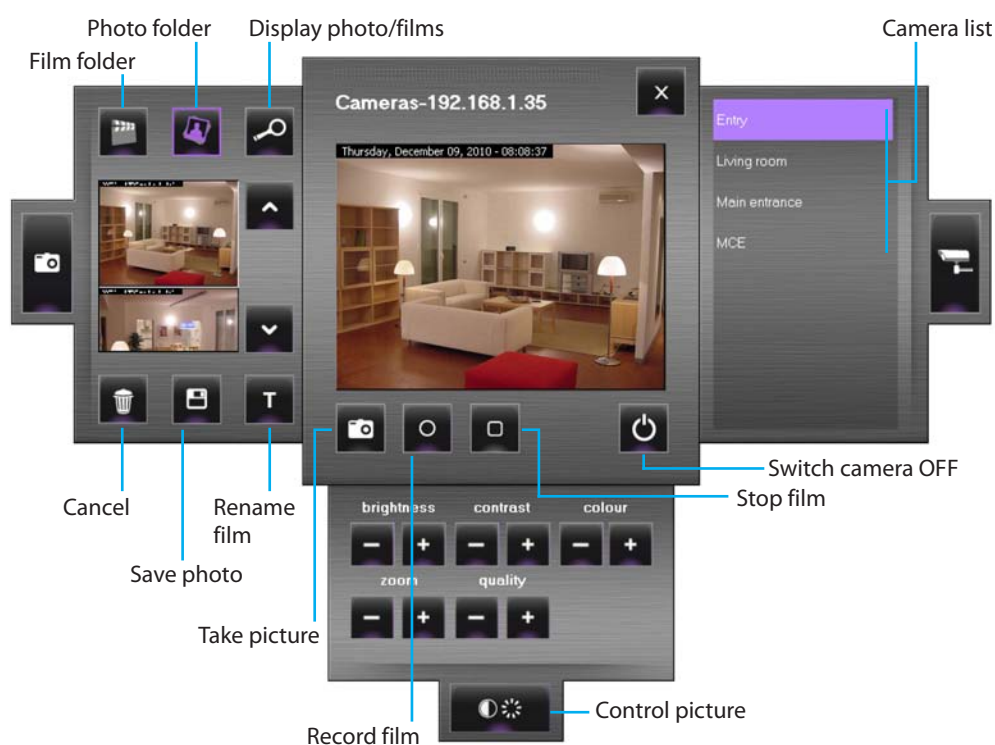 Photo folder
Display photo/films
Camera list
Film folder
Cameras-192.168.1.35
Thursday, December 09, 2010 - 08:08:37
Entry
Living room
Main entrance
MCE
T
Switch camera OFF
Stop film
Cancel
Rename
film
Save photo
brightness
contrast
colour
zoom
quality
Take picture
Record film
Control picture